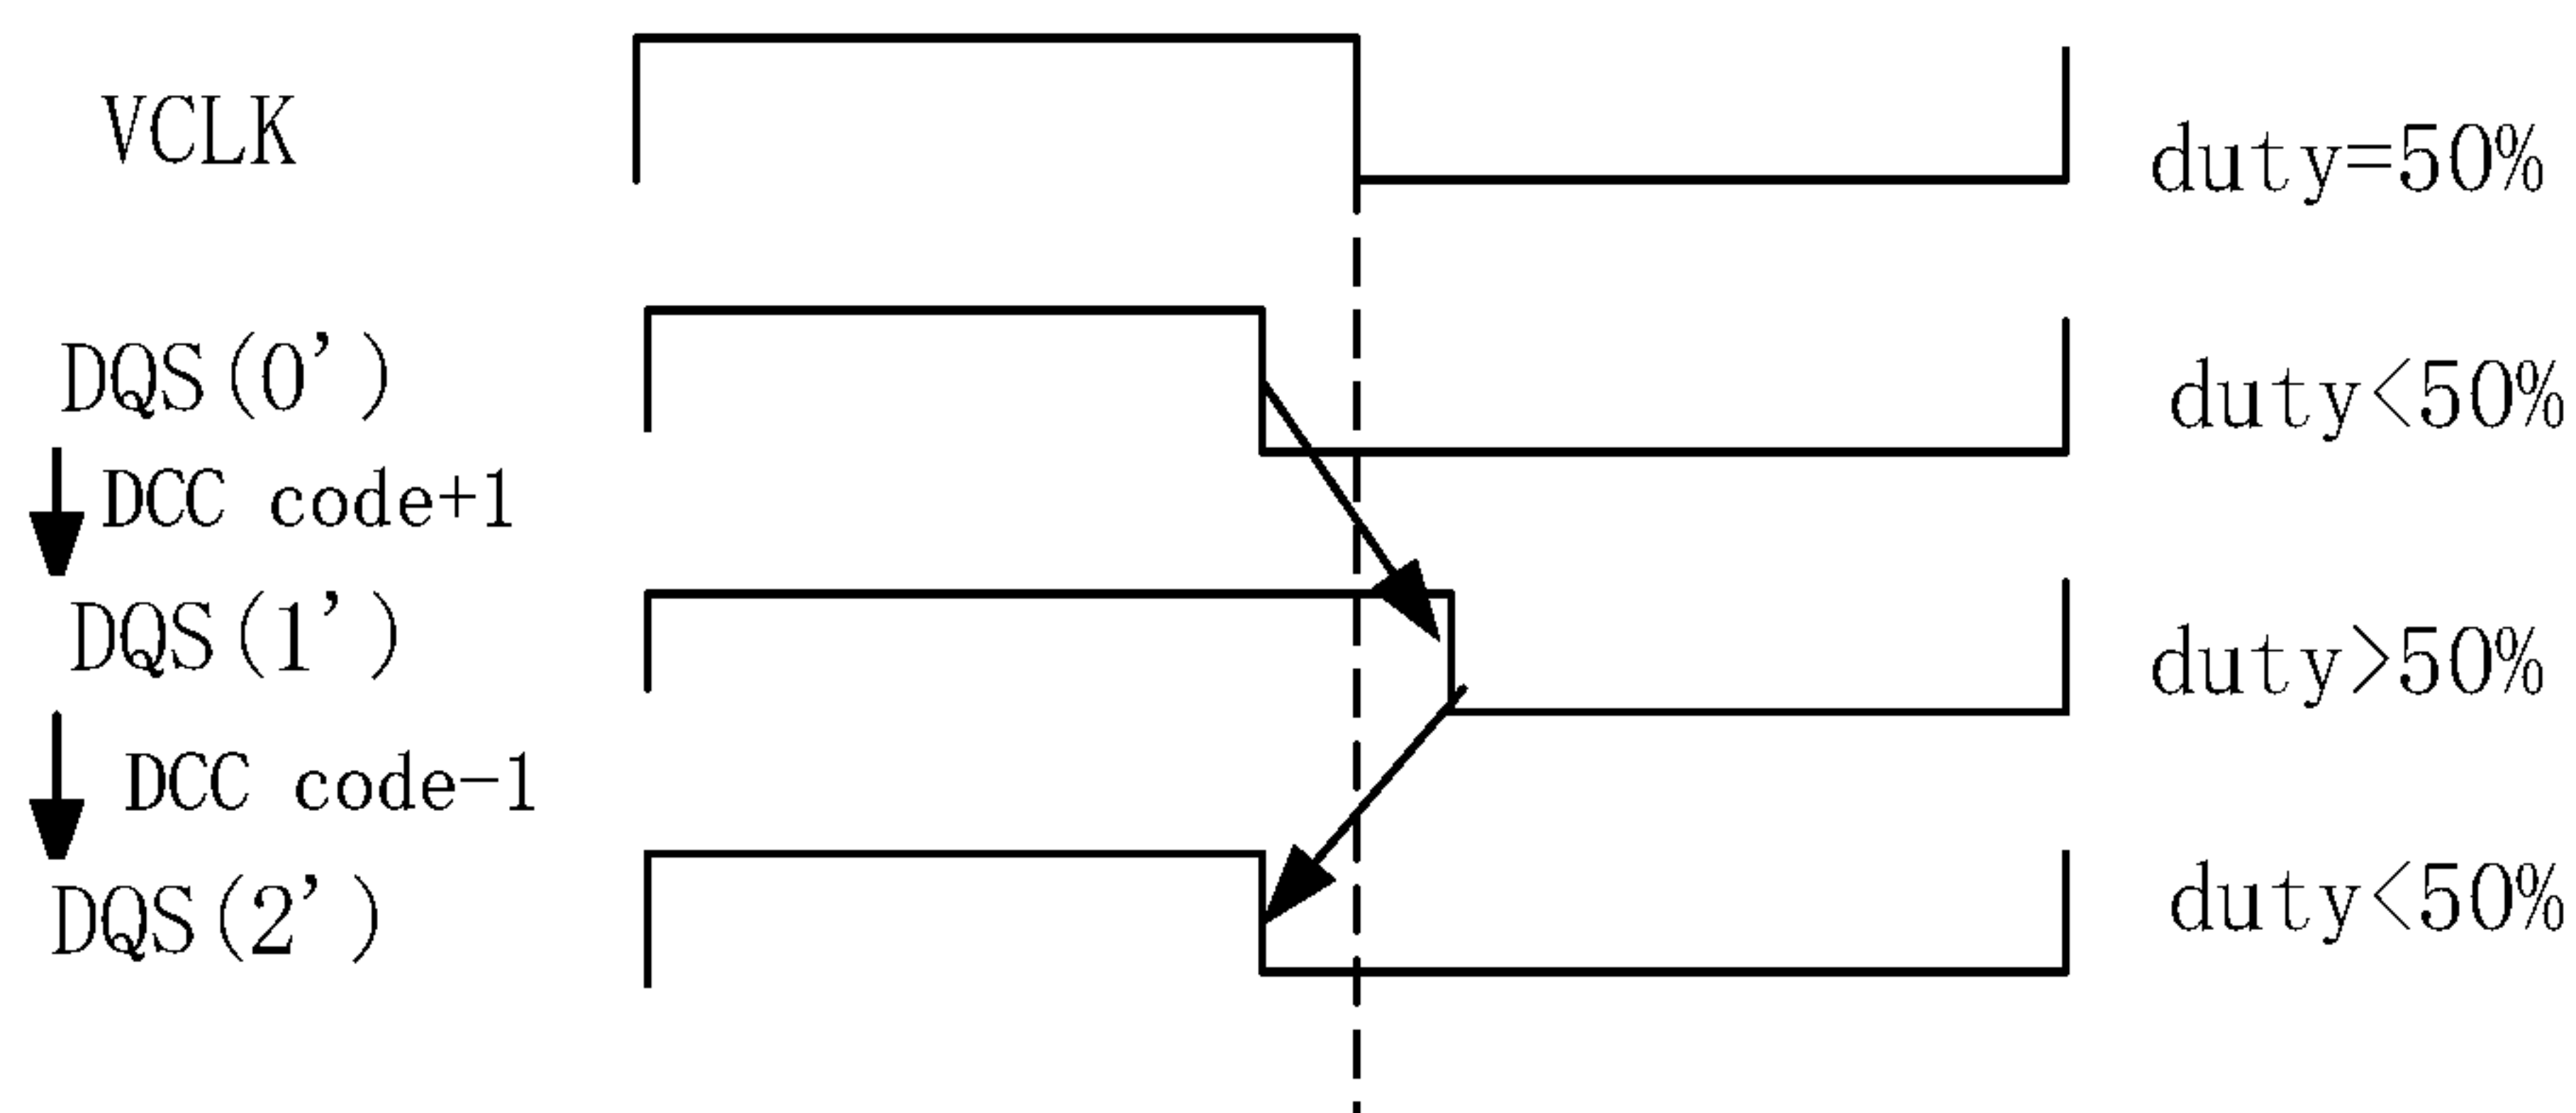 VCLK
duty=50%
DQS(0')
duty<50%
DCC code+1
DQS(1')
duty>50%
DCC code-1
DQS(2')
duty<50%